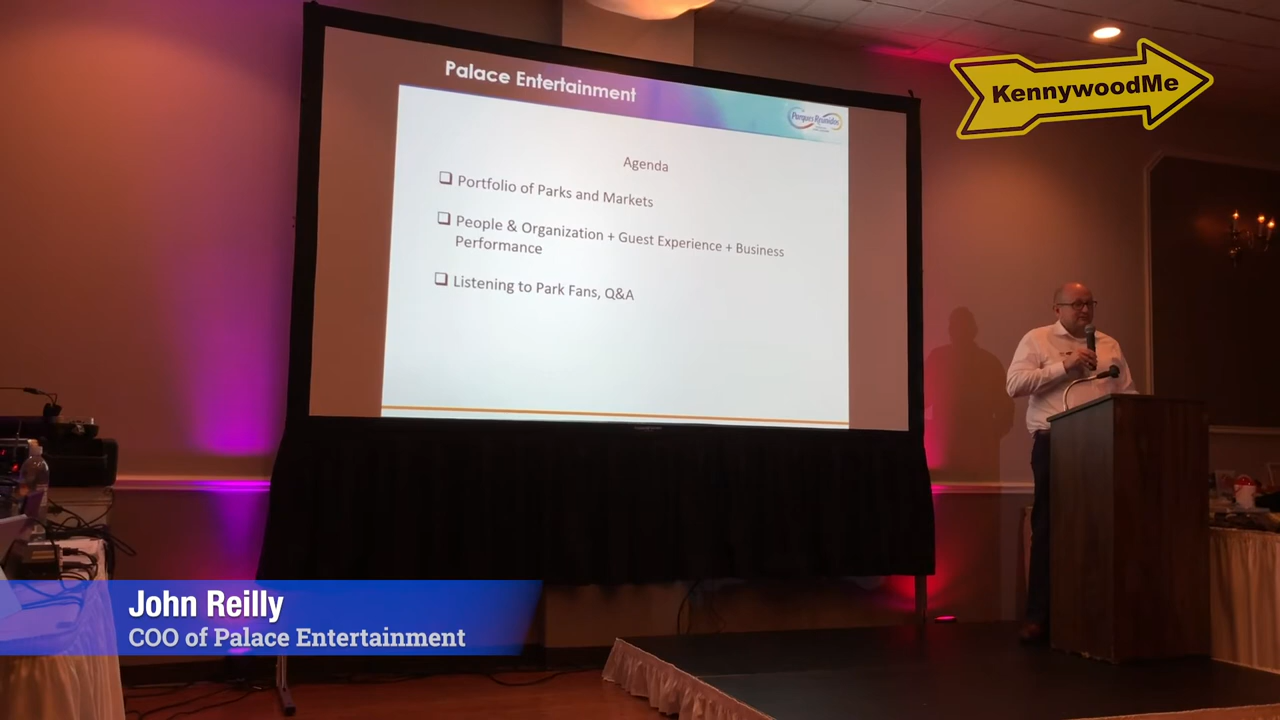 Palace Entertainment
Parques Reunidos
KennywoodMe
Agenda
❑ Portfolio of Parks and Markets
❑ People & Organization + Guest Experience + Business
Performance
❑ Listening to Park Fans, Q&A
John Reilly
COO of Palace Entertainment